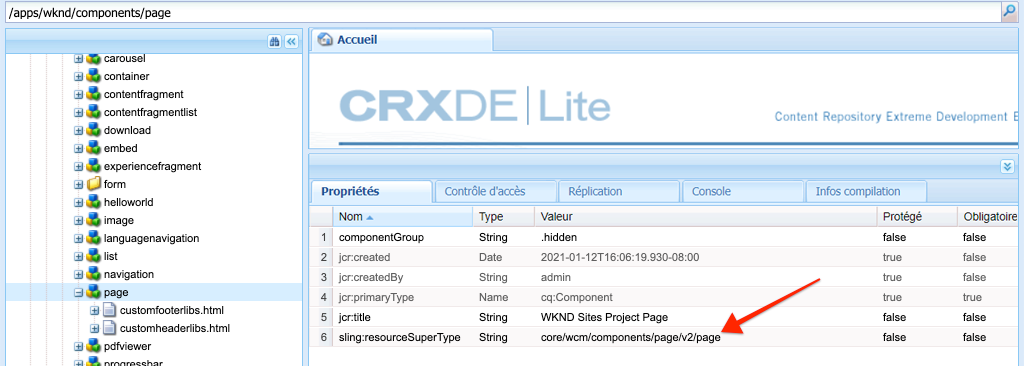 /apps/wknd/components/page
carousel
container
contentfragment
contentfragmentlist
download
embed
experiencefragment
form
helloworld
image
languagenavigation
list
navigation
page
customfooterlibs.html
customheaderlibs.html
pdfviewer
progressbar
Accueil
CRXDE | Lite
Content Repository Extreme Development E
Propriétés Contrôle d'accès Réplication Console Infos compilation
Nom Type Valeur Protégé Obligatoire
1 componentGroup String .hidden false false
2 jcr:created Date 2021-01-12T16:06:19.930-08:00 true false
3 jcr:createdBy String admin true false
4 jcr:primaryType Name cq:Component true true
5 jcr:title String WKND Sites Project Page false false
6 sling:resourceSuperType String core/wcm/components/page/v2/page false false